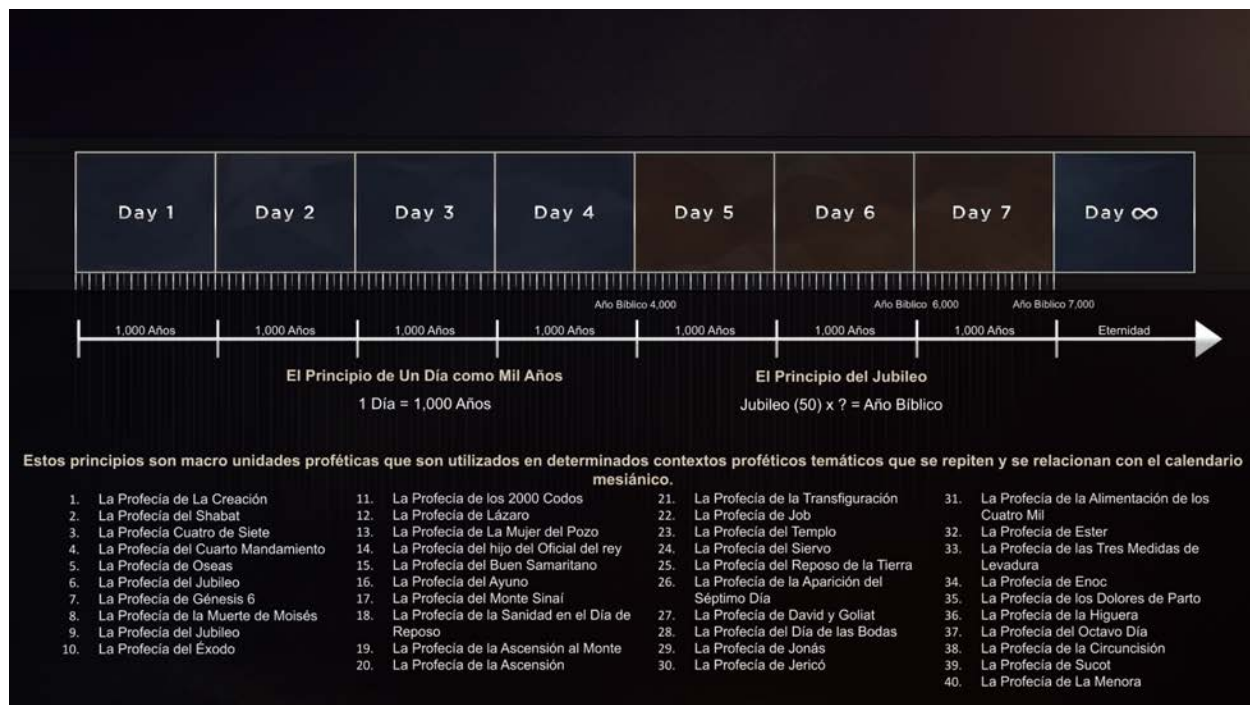 Day 1
Day 2
Day 3
Day 4
Day 5
Day 6
Day 7
Day ∞
Año Bíblico 4,000
Año Bíblico 6,000
Año Bíblico 7,000
1,000 Años
1,000 Años
1,000 Años
1,000 Años
1,000 Años
1,000 Años
1,000 Años
Eternidad
El Principio de Un Día como Mil Años
1 Día = 1,000 Años
El Principio del Jubileo
Jubileo (50) x ? = Año Bíblico
Estos principios son macro unidades proféticas que son utilizados en determinados contextos proféticos temáticos que se repiten y se relacionan con el calendario
mesiánico.
1. La Profecía de La Creación
2. La Profecía del Shabat
3. La Profecía Cuatro de Siete
4. La Profecía del Cuarto Mandamiento
5. La Profecía de Oseas
6. La Profecía del Jubileo
7. La Profecía de Génesis 6
8. La Profecía de la Muerte de Moisés
9. La Profecía del Jubileo
10. La Profecía del Éxodo
11. La Profecía de los 2000 Codos
12. La Profecía de Lázaro
13. La Profecía de La Mujer del Pozo
14. La Profecía del hijo del Oficial del rey
15. La Profecía del Buen Samaritano
16. La Profecía del Ayuno
17. La Profecía del Monte Sinaí
18. La Profecía de la Sanidad en el Día de
Reposo
19. La Profecía de la Ascensión al Monte
20. La Profecía de la Ascensión
21. La Profecía de la Transfiguración
22. La Profecía de Job
23. La Profecía del Templo
24. La Profecía del Siervo
25. La Profecía del Reposo de la Tierra
26. La Profecía de la Aparición del
Séptimo Día
27. La Profecía de David y Goliat
28. La Profecía del Día de las Bodas
29. La Profecía de Jonás
30. La Profecía de Jericó
31. La Profecía de la Alimentación de los
Cuatro Mil
32. La Profecía de Ester
33. La Profecía de las Tres Medidas de
Levadura
34. La Profecía de Enoc
35. La Profecía de los Dolores de Parto
36. La Profecía de la Higuera
37. La Profecía del Octavo Día
38. La Profecía de la Circuncisión
39. La Profecía de Sucot
40. La Profecía de La Menora